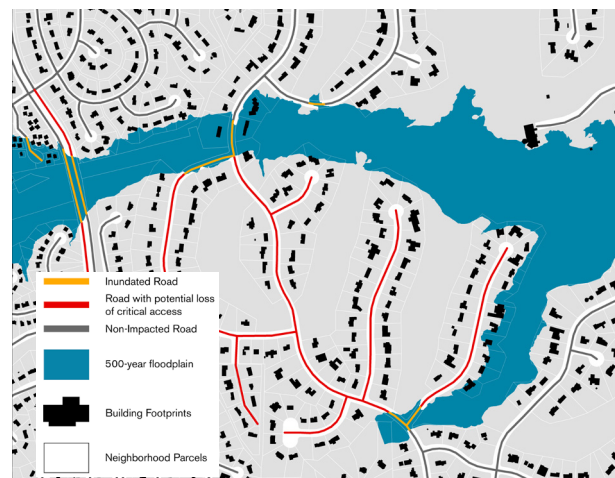 Inundated Road
Road with potential loss
of critical access
Non-Impacted Road
500-year floodplain
Building Footprints
Neighborhood Parcels